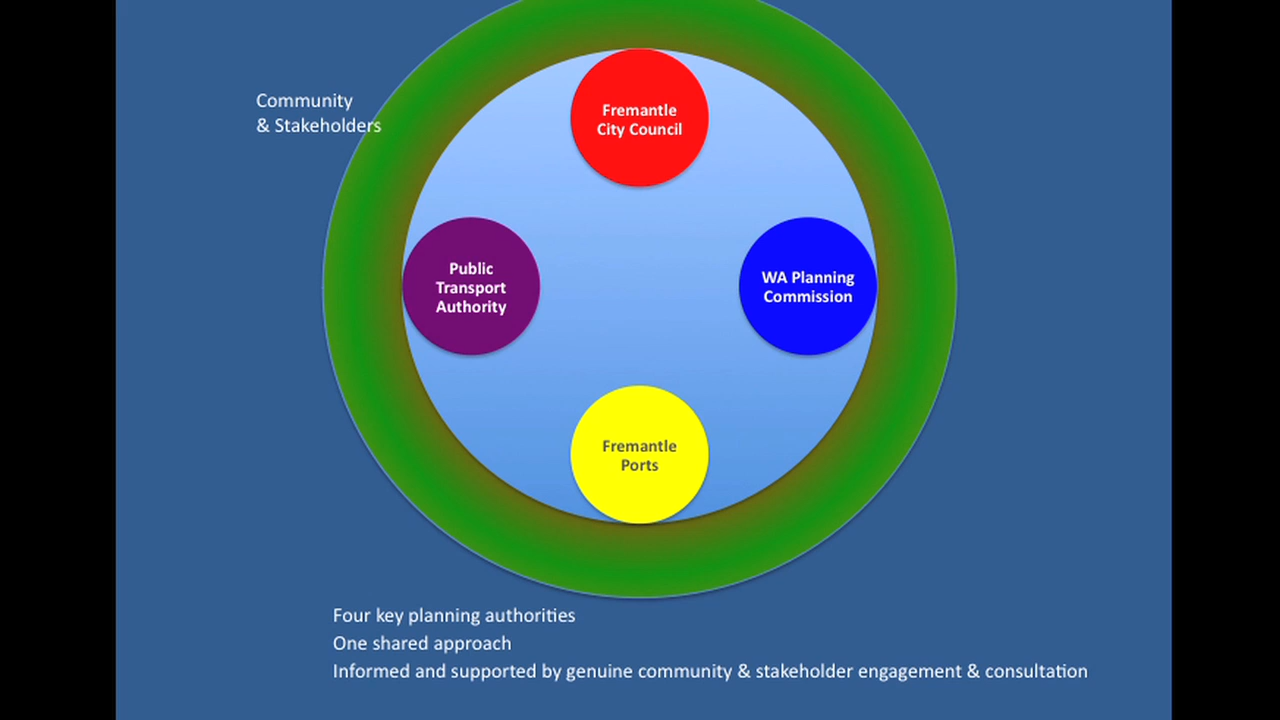 Community
& Stakeholders
Fremantle
City Council
Public
Transport
Authority
WA Planning
Commission
Fremantle
Ports
Four key planning authorities
One shared approach
Informed and supported by genuine community & stakeholder engagement & consultation